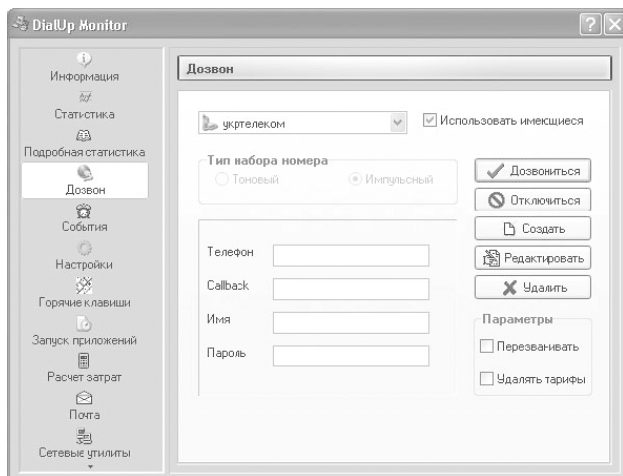 DialUp Monitor
Информация
Статистика
Подробная статистика
Дозвон
События
Настройки
Горячие клавиши
Запуск приложений
Расчет затрат
Почта
Сетевые утилиты
Дозвон
укртелеком
Использовать имеющиеся
Тип набора номера
Тоновый
Импульсный
Телефон
Callback
Имя
Пароль
Дозвониться
Отключиться
Создать
Редактировать
Удалить
Параметры
Перезванивать
Удалять тарифы